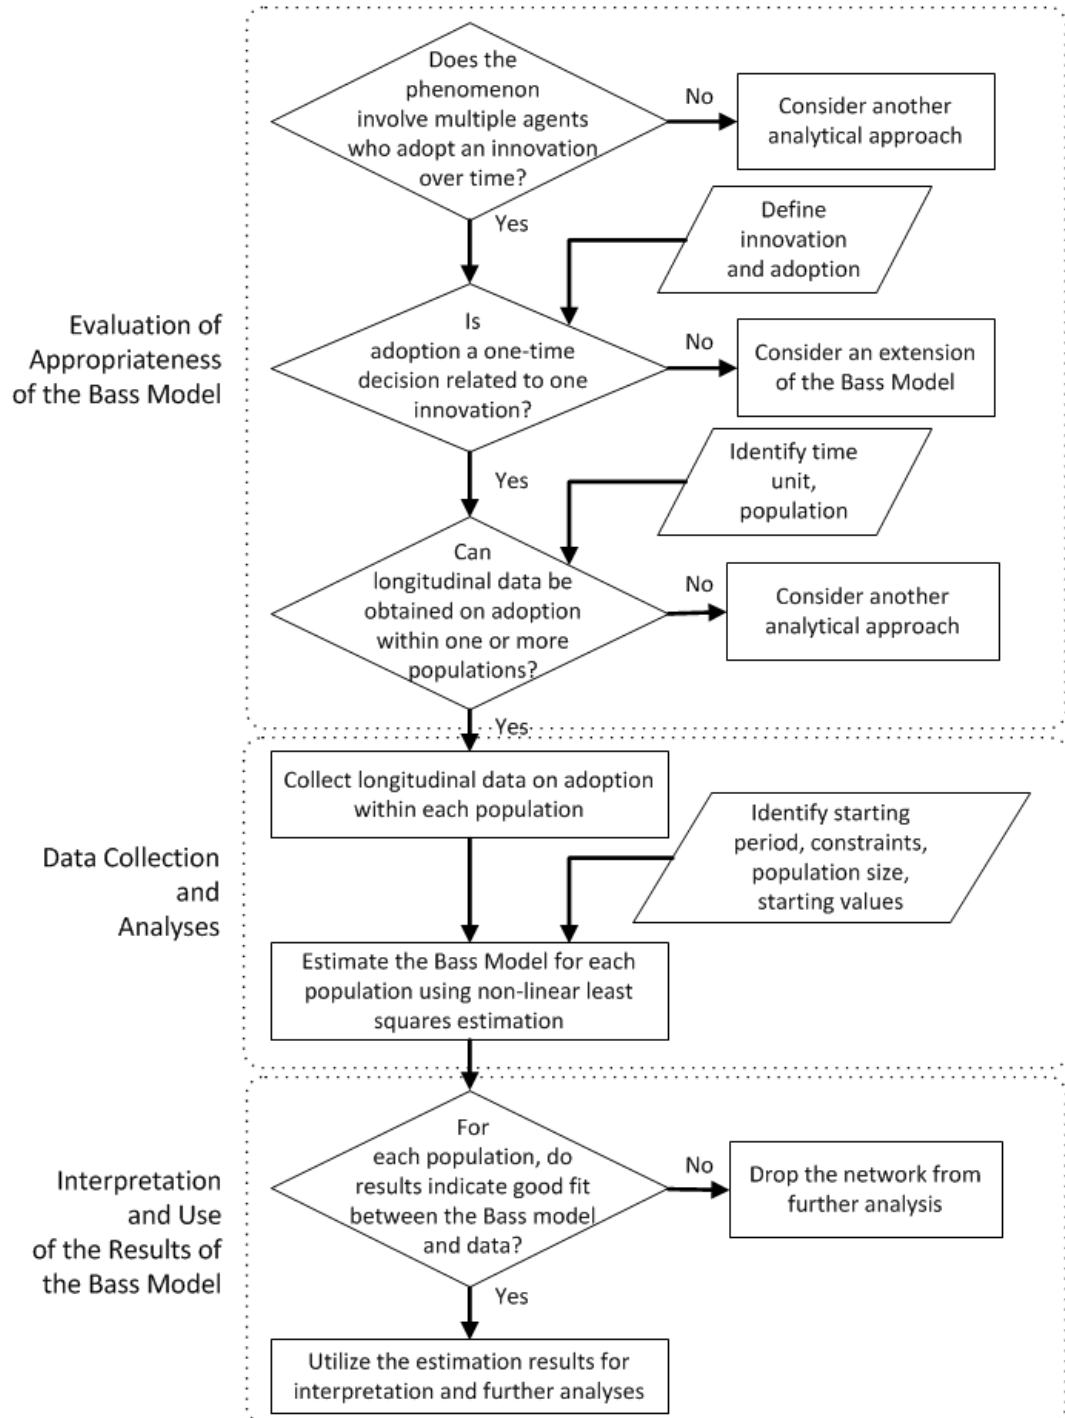 Does the
phenomenon
involve multiple agents
who adopt an innovation
over time?
No
Consider another
analytical approach
Yes
Define
innovation
and adoption
Evaluation of
Appropriateness
of the Bass Model
Is
adoption a one-time
decision related to one
innovation?
No
Consider an extension
of the Bass Model
Yes
Identify time
unit,
population
Can
longitudinal data be
obtained on adoption
within one or more
populations?
No
Consider another
analytical approach
Yes
Data Collection
and
Analyses
Collect longitudinal data on adoption
within each population
Identify starting
period, constraints,
population size,
starting values
Estimate the Bass Model for each
population using non-linear least
squares estimation
Interpretation
and Use
of the Results of
the Bass Model
For
each population, do
results indicate good fit
between the Bass model
and data?
No
Drop the network from
further analysis
Yes
Utilize the estimation results for
interpretation and further analyses